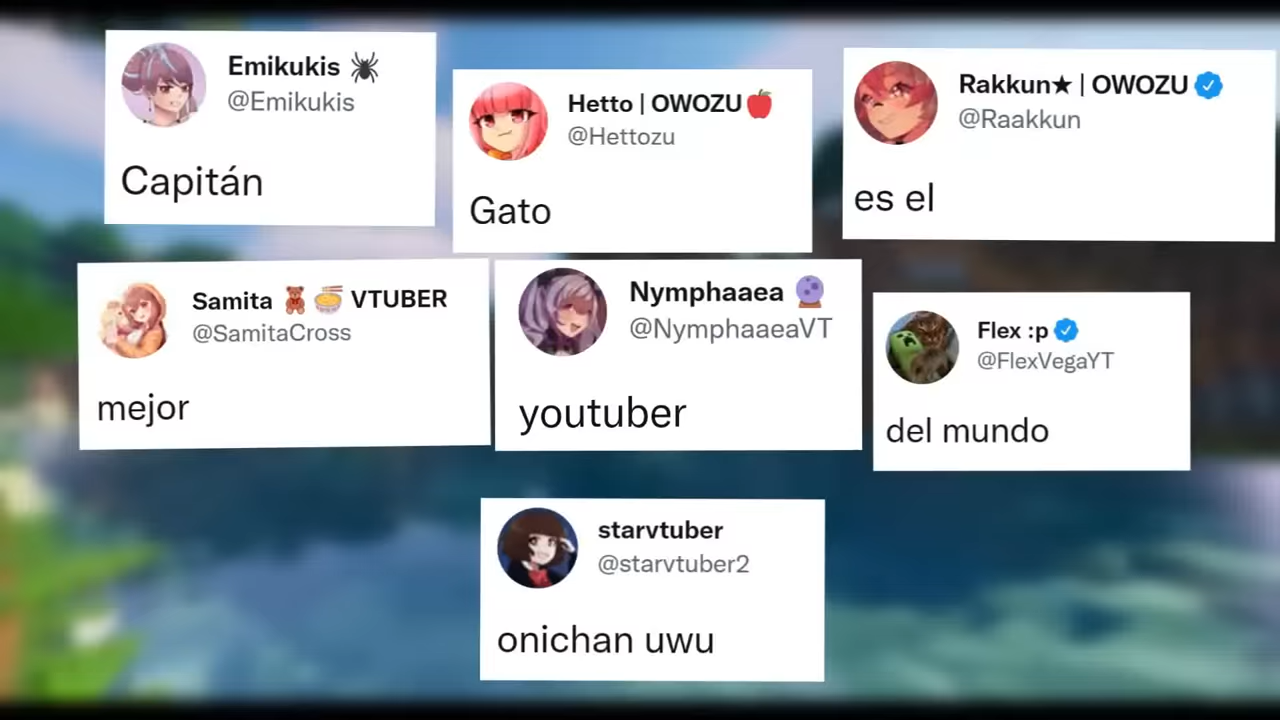 Emikukis 🕷
@Emikukis
Capitán
Hetto | OWOZU🍎
@Hettozu
Gato
Rakkun★ | OWOZU
@Raakkun
es el
Samita 🧸🍜 VTUBER
@SamitaCross
mejor
Nymphaaea 🔮
@NymphaaeaVT
youtuber
Flex :p
@FlexVegaYT
del mundo
starvtuber
@starvtuber2
onichan uwu